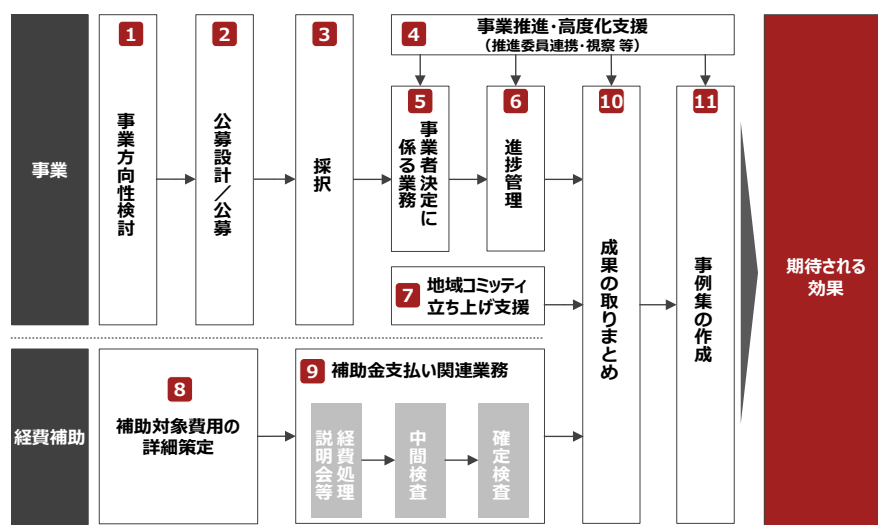 事業
1
事業方向性検討
2
公募設計／公募
3
採択
4
事業推進・高度化支援
（推進委員連携・視察 等）
5
事業者決定に
係る業務
6
進捗管理
7
地域コミッティ
立ち上げ支援
10
成果の取りまとめ
11
事例集の作成
期待される
効果
経費補助
8
補助対象費用の
詳細策定
9
補助金支払い関連業務
経費処理
説明会等
中間検査
確定検査